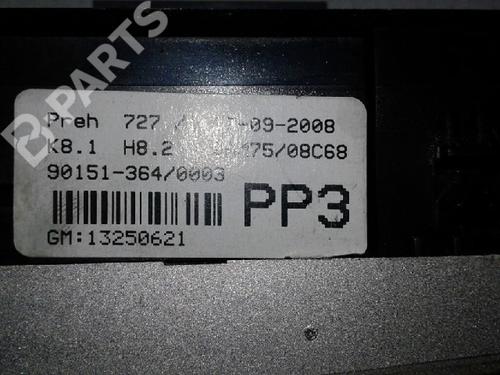 B PARTS
Preh 727 -09-2008
K8.1 H8.2 75/08C68
90151-364/0003
PP3
GM:13250621